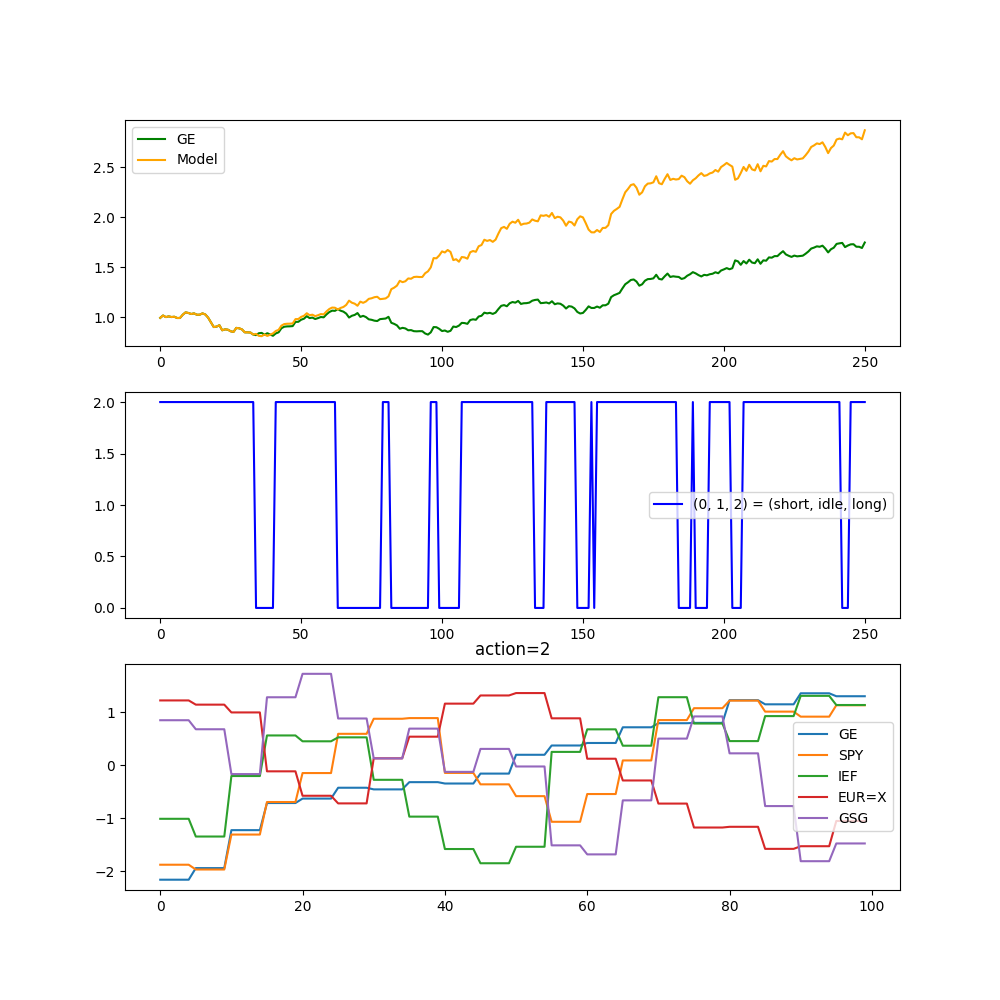 GE
Model
2.5
2.0
1.5
1.0
0 50 100 150 200 250
2.0
1.5
1.0
0.5
0.0
(0, 1, 2) = (short, idle, long)
0 50 100 150 200 250
action=2
1
0
−1
−2
GE
SPY
IEF
EUR=X
GSG
0 20 40 60 80 100